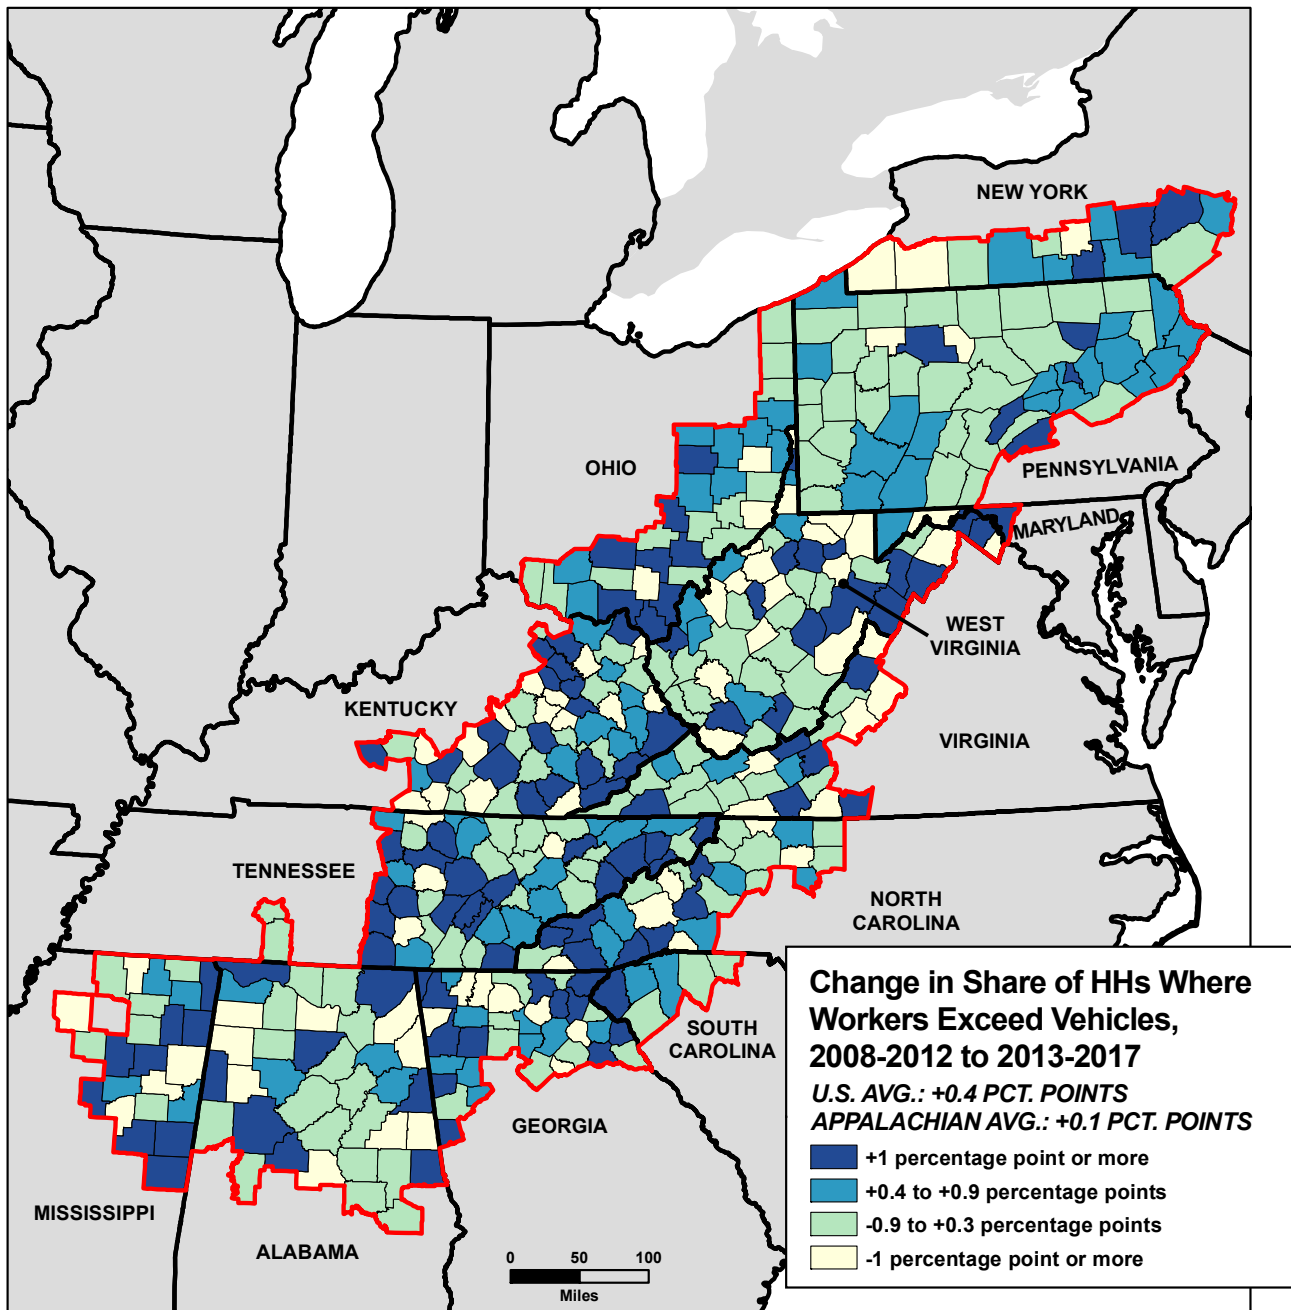 NEW YORK
OHIO
PENNSYLVANIA
MARYLAND
WEST
VIRGINIA
KENTUCKY
VIRGINIA
TENNESSEE
NORTH
CAROLINA
SOUTH
CAROLINA
GEORGIA
MISSISSIPPI
ALABAMA
0 50 100
Miles
Change in Share of HHs Where
Workers Exceed Vehicles,
2008-2012 to 2013-2017
U.S. AVG.: +0.4 PCT. POINTS
APPALACHIAN AVG.: +0.1 PCT. POINTS
+1 percentage point or more
+0.4 to +0.9 percentage points
-0.9 to +0.3 percentage points
-1 percentage point or more